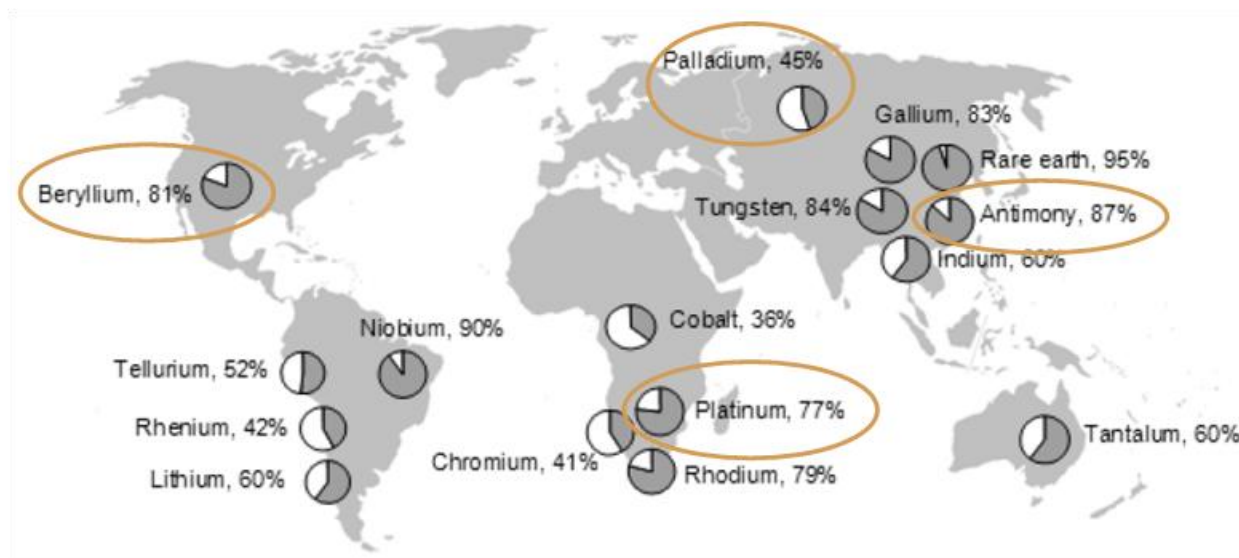 Palladium, 45%
Gallium, 83%
Rare earth, 95%
Beryllium, 81%
Tungsten, 84%
Antimony, 87%
Indium, 60%
Cobalt, 36%
Niobium, 90%
Tellurium, 52%
Platinum, 77%
Rhenium, 42%
Tantalum, 60%
Chromium, 41%
Rhodium, 79%
Lithium, 60%